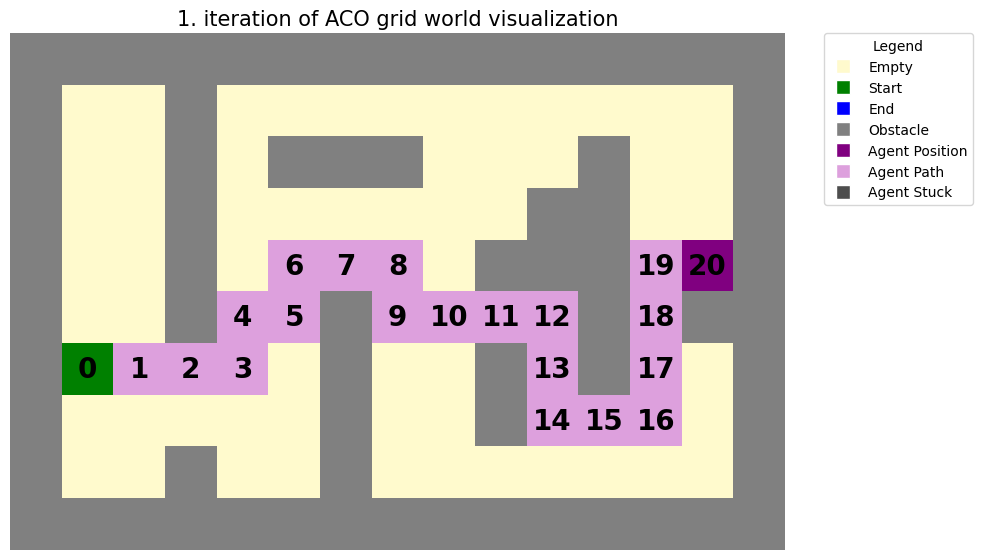 1. iteration of ACO grid world visualization
Legend
Empty
Start
End
Obstacle
Agent Position
Agent Path
Agent Stuck
6 7 8 19 20
4 5 9 10 11 12 18
0 1 2 3 13 17
14 15 16